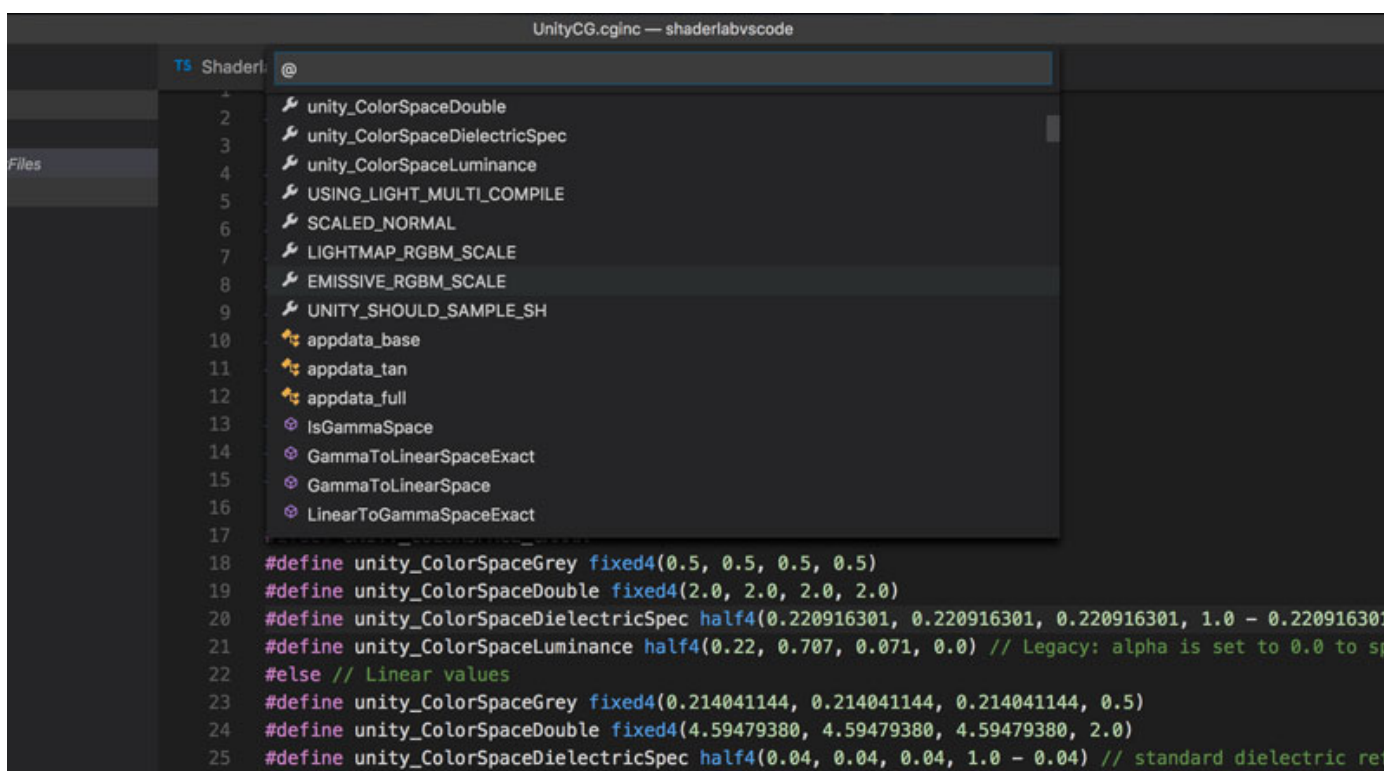 UnityCG.cginc — shaderlabvscode
TS Shaderl
@
Files
unity_ColorSpaceDouble
unity_ColorSpaceDielectricSpec
unity_ColorSpaceLuminance
USING_LIGHT_MULTI_COMPILE
SCALED_NORMAL
LIGHTMAP_RGBM_SCALE
EMISSIVE_RGBM_SCALE
UNITY_SHOULD_SAMPLE_SH
appdata_base
appdata_tan
appdata_full
IsGammaSpace
GammaToLinearSpaceExact
GammaToLinearSpace
LinearToGammaSpaceExact
2
3
4
5
6
7
8
9
10
11
12
13
14
15
16
17
18 #define unity_ColorSpaceGrey fixed4(0.5, 0.5, 0.5, 0.5)
19 #define unity_ColorSpaceDouble fixed4(2.0, 2.0, 2.0, 2.0)
20 #define unity_ColorSpaceDielectricSpec half4(0.220916301, 0.220916301, 0.220916301, 1.0 - 0.220916301
21 #define unity_ColorSpaceLuminance half4(0.22, 0.707, 0.071, 0.0) // Legacy: alpha is set to 0.0 to sp
22 #else // Linear values
23 #define unity_ColorSpaceGrey fixed4(0.214041144, 0.214041144, 0.214041144, 0.5)
24 #define unity_ColorSpaceDouble fixed4(4.59479380, 4.59479380, 4.59479380, 2.0)
25 #define unity_ColorSpaceDielectricSpec half4(0.04, 0.04, 0.04, 1.0 - 0.04) // standard dielectric ref